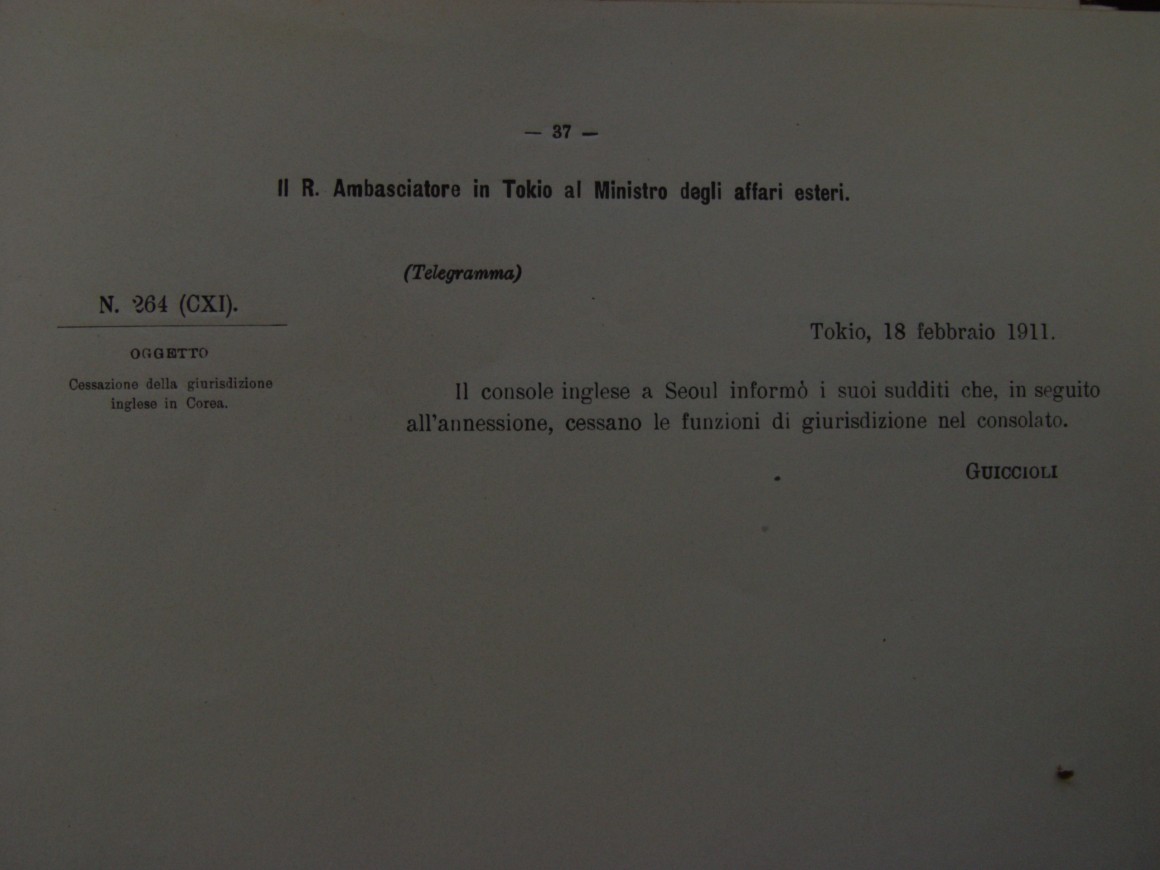 — 37 —
Il R. Ambasciatore in Tokio al Ministro degli affari esteri.
(Telegramma)
N. 264 (CXI).
OGGETTO
Cessazione della giurisdizione
inglese in Corea.
Tokio, 18 febbraio 1911.
Il console inglese a Seoul informò i suoi sudditi che, in seguito
all'annessione, cessano le funzioni di giurisdizione nel consolato.
GUICCIOLI